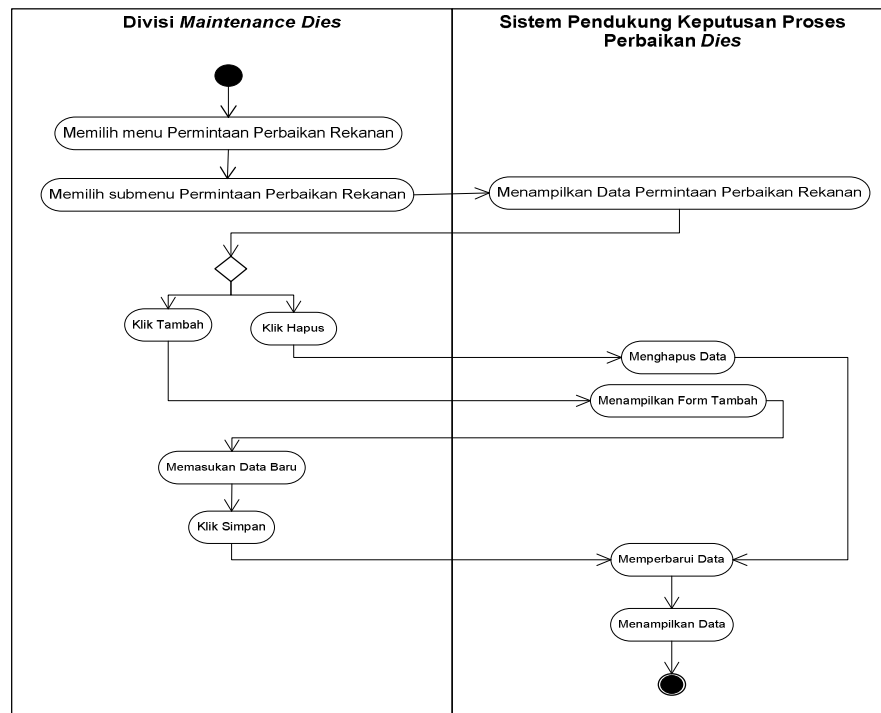 Divisi Maintenance Dies
Sistem Pendukung Keputusan Proses
Perbaikan Dies
Memilih menu Permintaan Perbaikan Rekanan
Memilih submenu Permintaan Perbaikan Rekanan
Menampilkan Data Permintaan Perbaikan Rekanan
Klik Tambah
Klik Hapus
Menghapus Data
Menampilkan Form Tambah
Memasukan Data Baru
Klik Simpan
Memperbarui Data
Menampilkan Data